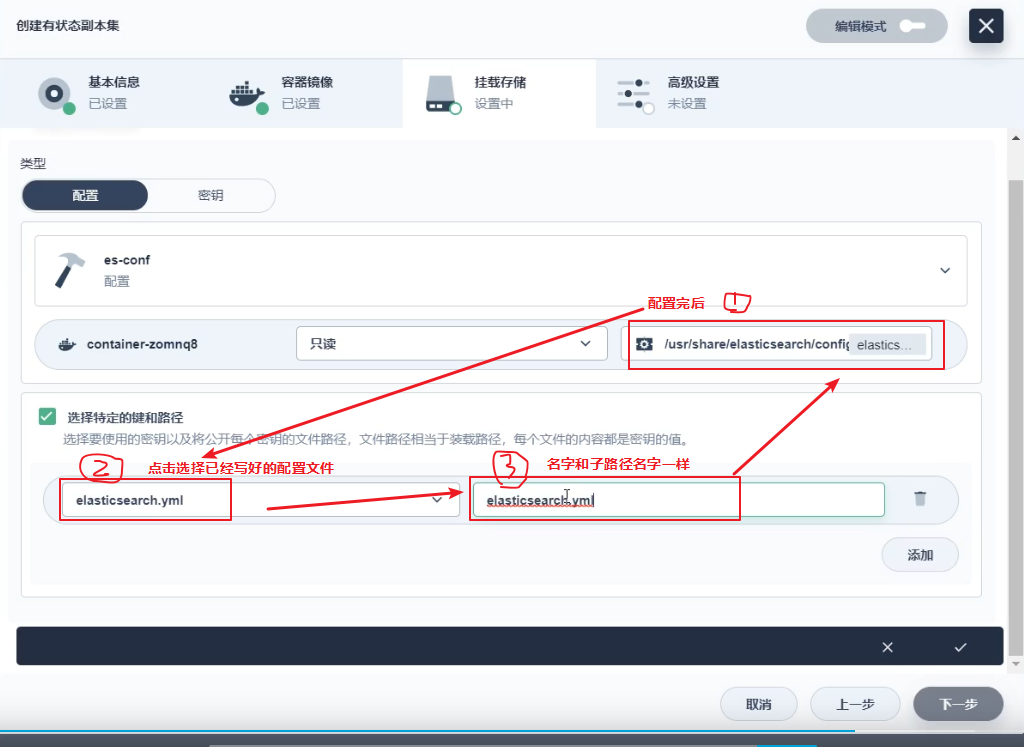 创建有状态副本集
编辑模式
基本信息
已设置
容器镜像
已设置
挂载存储
设置中
高级设置
未设置
类型
配置
密钥
es-conf
配置
配置完后 1
container-zomnq8
只读
/usr/share/elasticsearch/config
elastics...
选择特定的键和路径
选择要使用的密钥以及将公开每个密钥的文件路径，文件路径相当于装载路径，每个文件的内容都是密钥的值。
2 点击选择已经写好的配置文件
3 名字和子路径名字一样
elasticsearch.yml
elasticsearch.yml
添加
取消
上一步
下一步